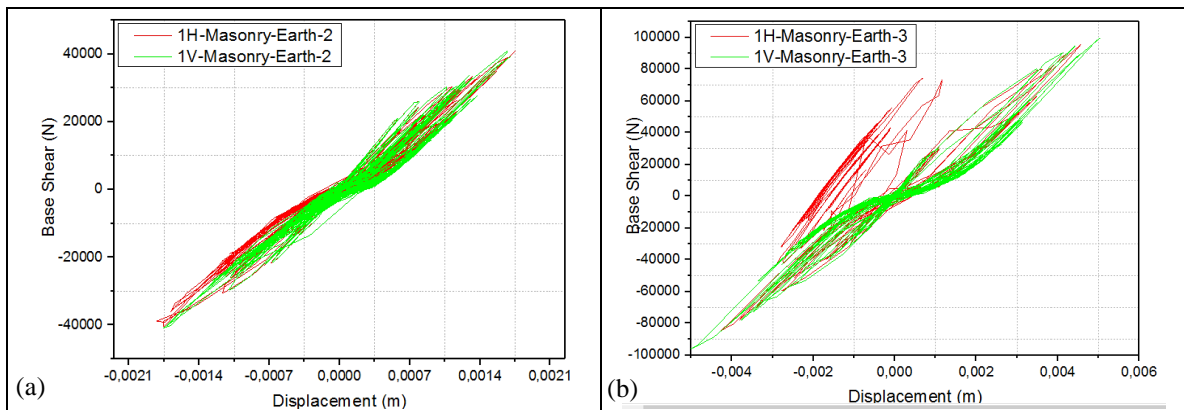 1H-Masonry-Earth-2
1V-Masonry-Earth-2
40000
20000
0
-20000
-40000
Base Shear (N)
-0,0021
-0,0014
-0,0007
0,0000
0,0007
0,0014
0,0021
Displacement (m)
(a)
1H-Masonry-Earth-3
1V-Masonry-Earth-3
100000
80000
60000
40000
20000
0
-20000
-40000
-60000
-80000
-100000
Base Shear (N)
-0,004
-0,002
0,000
0,002
0,004
0,006
Displacement (m)
(b)